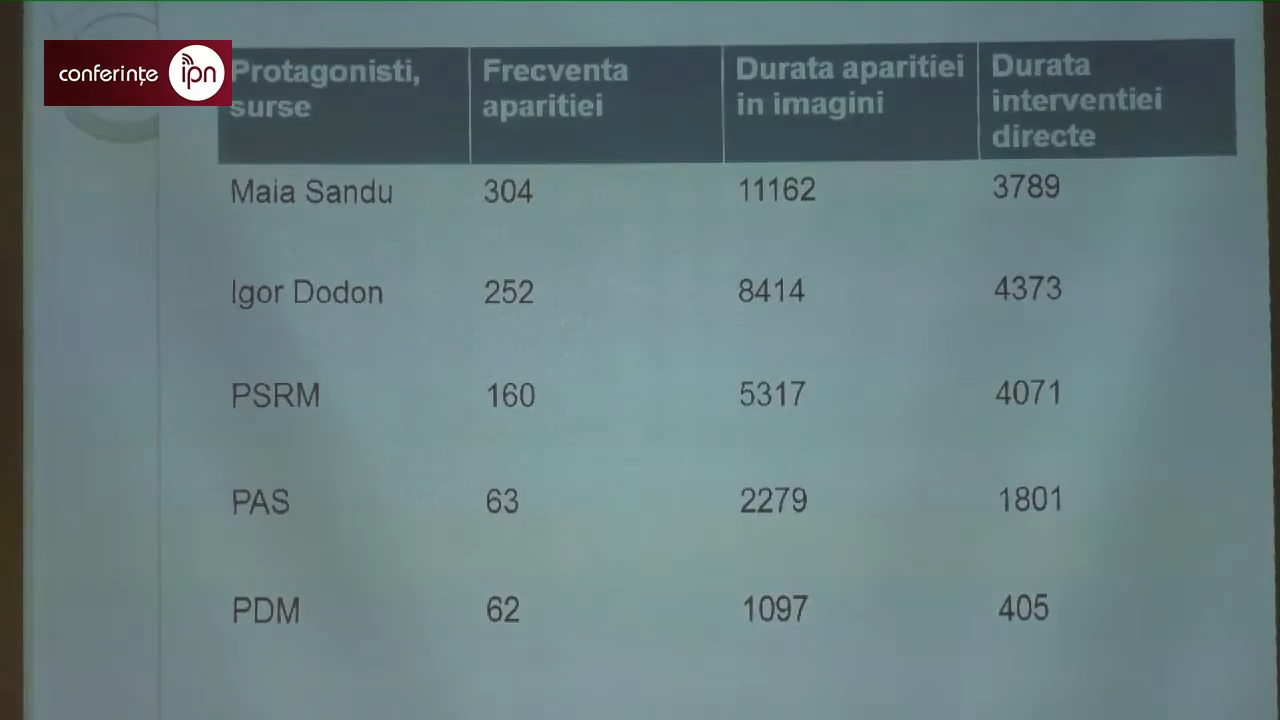 conferințe ipn
Protagonisti, surse | Frecventa aparitiei | Durata aparitiei in imagini | Durata interventiei directe
Maia Sandu | 304 | 11162 | 3789
Igor Dodon | 252 | 8414 | 4373
PSRM | 160 | 5317 | 4071
PAS | 63 | 2279 | 1801
PDM | 62 | 1097 | 405